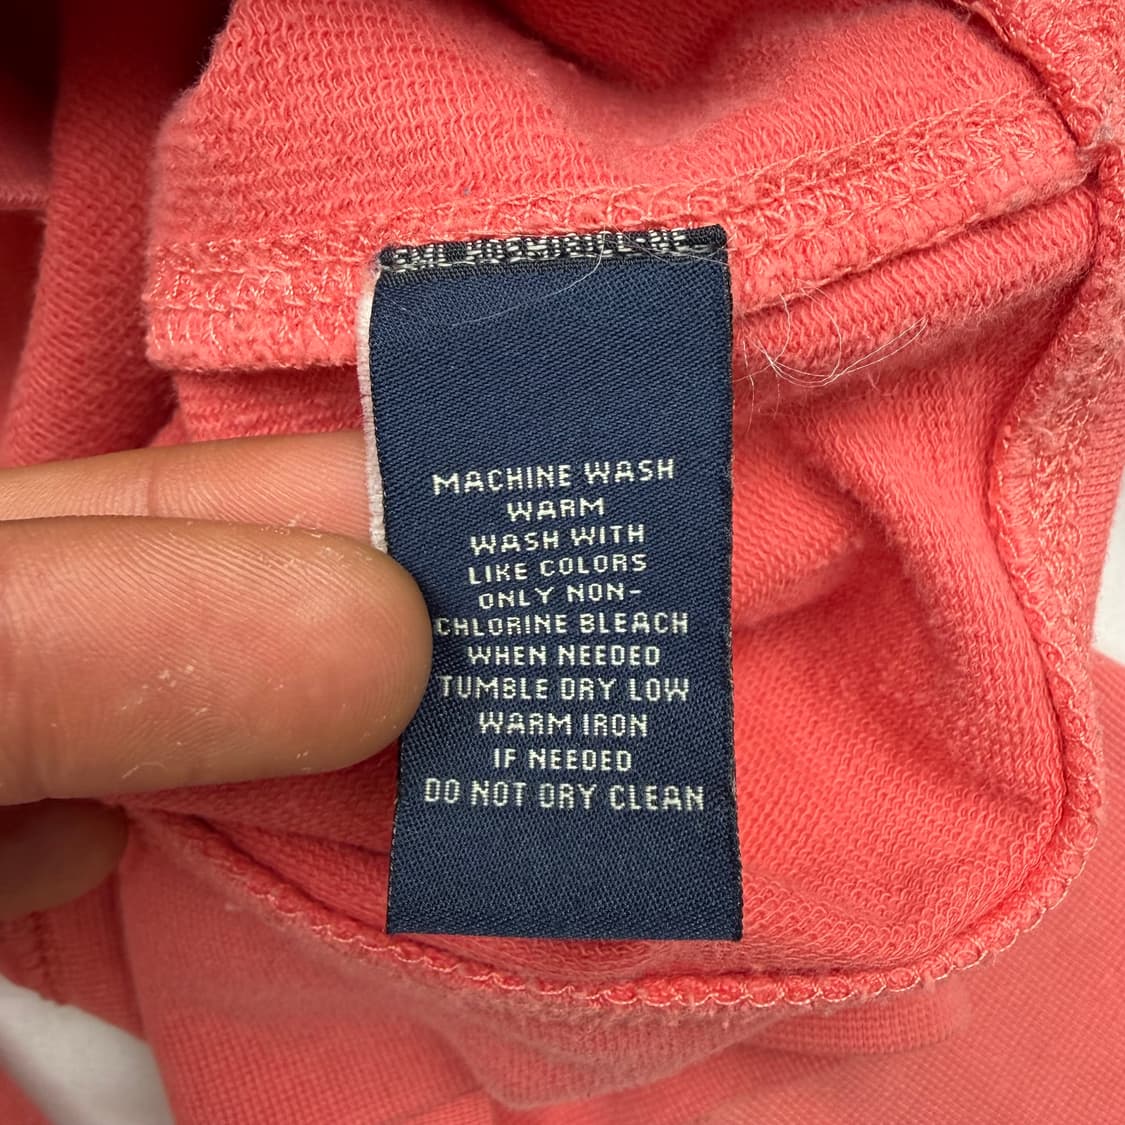 MACHINE WASH
WARM
WASH WITH
LIKE COLORS
ONLY NON-
CHLORINE BLEACH
WHEN NEEDED
TUMBLE DRY LOW
WARM IRON
IF NEEDED
DO NOT DRY CLEAN